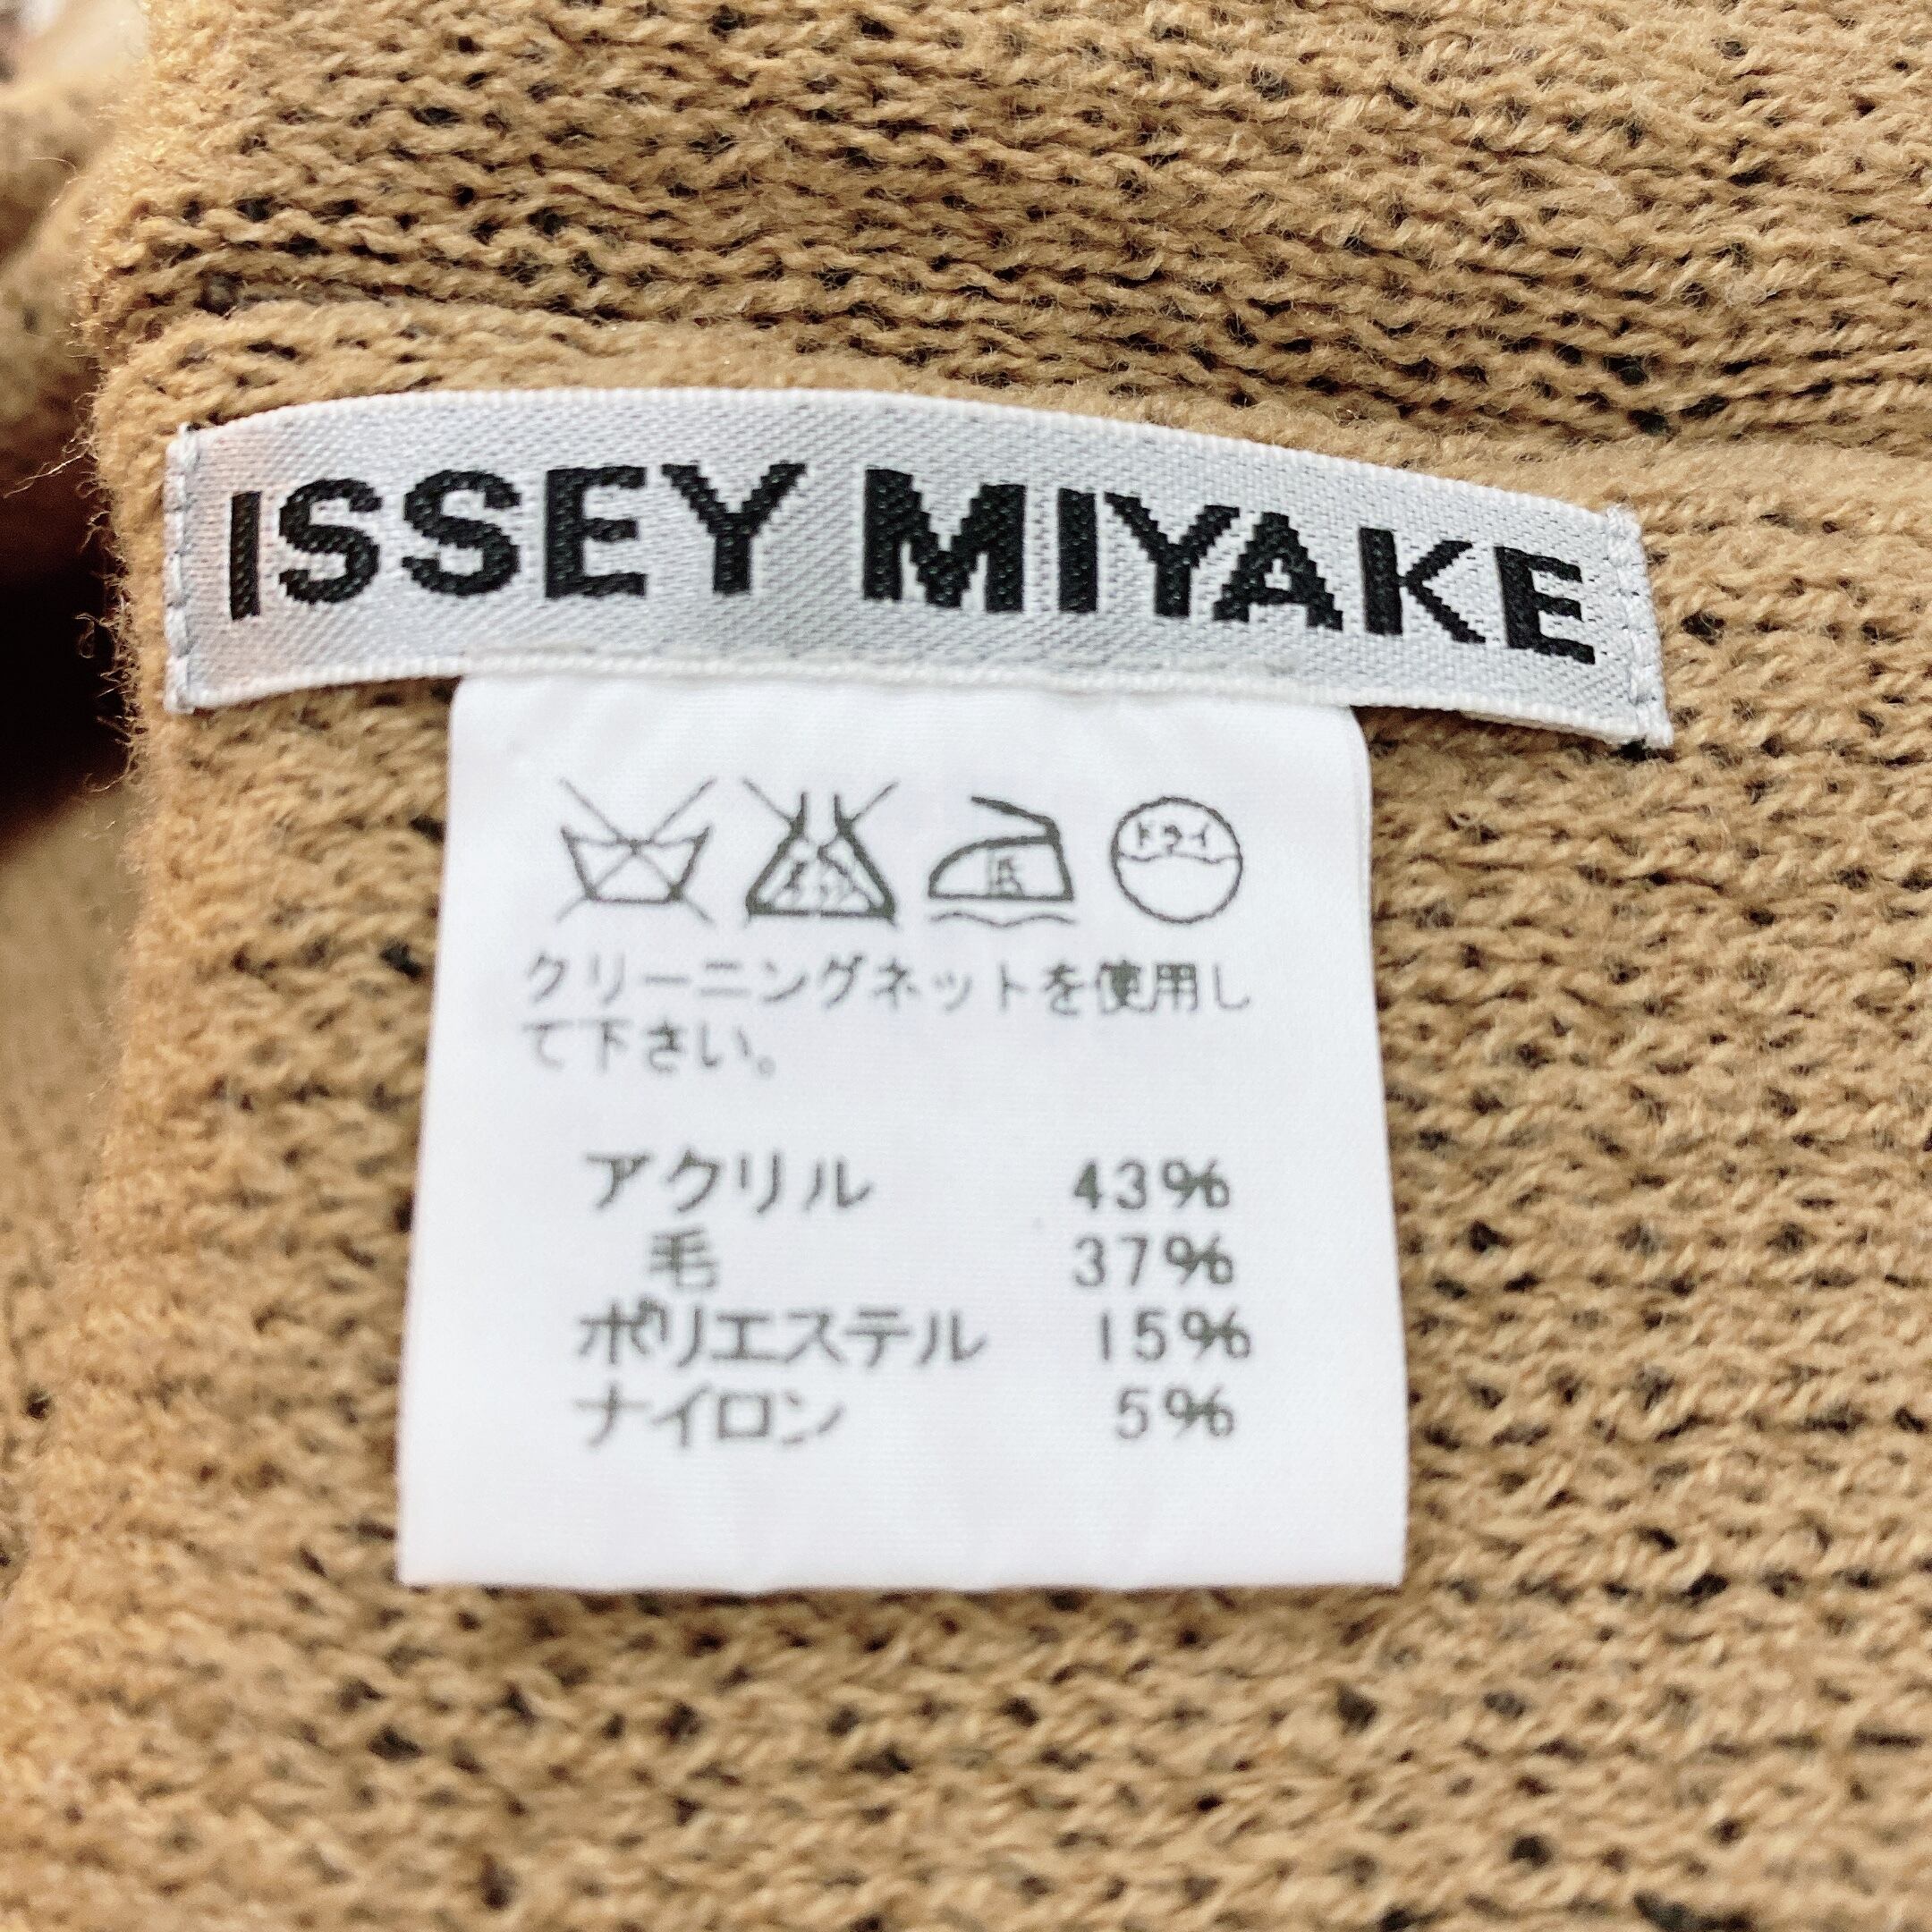 ISSEY MIYAKE
低 ドライ
クリーニングネットを使用し
て下さい。
アクリル 43%
毛 37%
ポリエステル 15%
ナイロン 5%